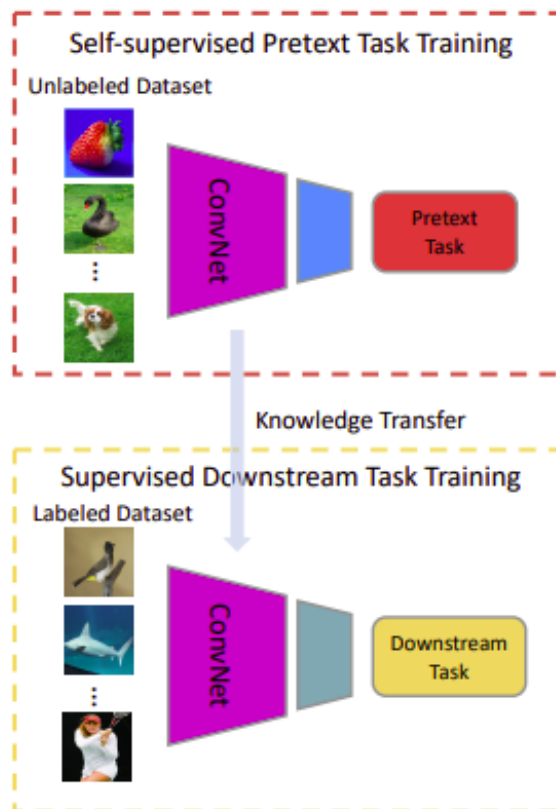 Self-supervised Pretext Task Training
Unlabeled Dataset
ConvNet
Pretext
Task
...
Knowledge Transfer
Supervised Downstream Task Training
Labeled Dataset
ConvNet
Downstream
Task
...